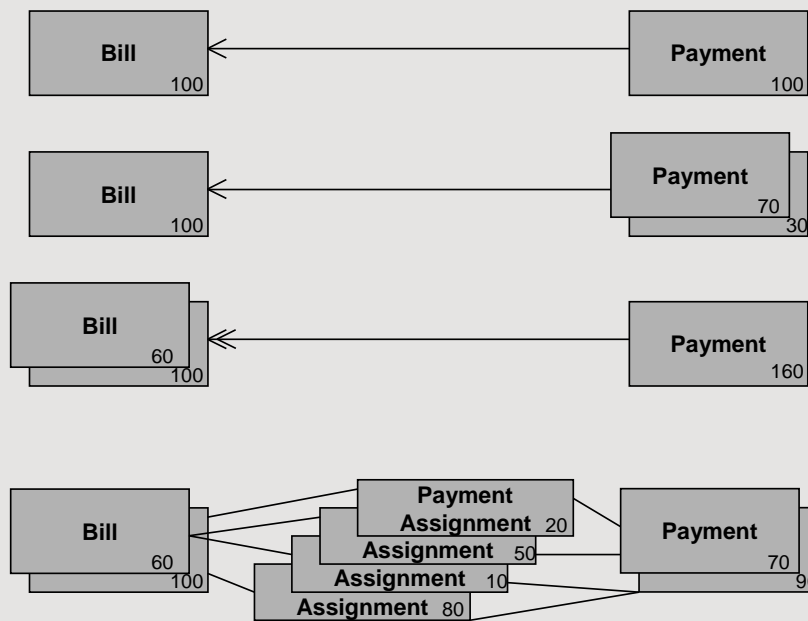 Bill
100
Payment
100
Bill
100
Payment
70
30
Bill
60
100
Payment
160
Bill
60
100
Payment
Assignment 20
Assignment 50
Assignment 10
Assignment 80
Payment
70